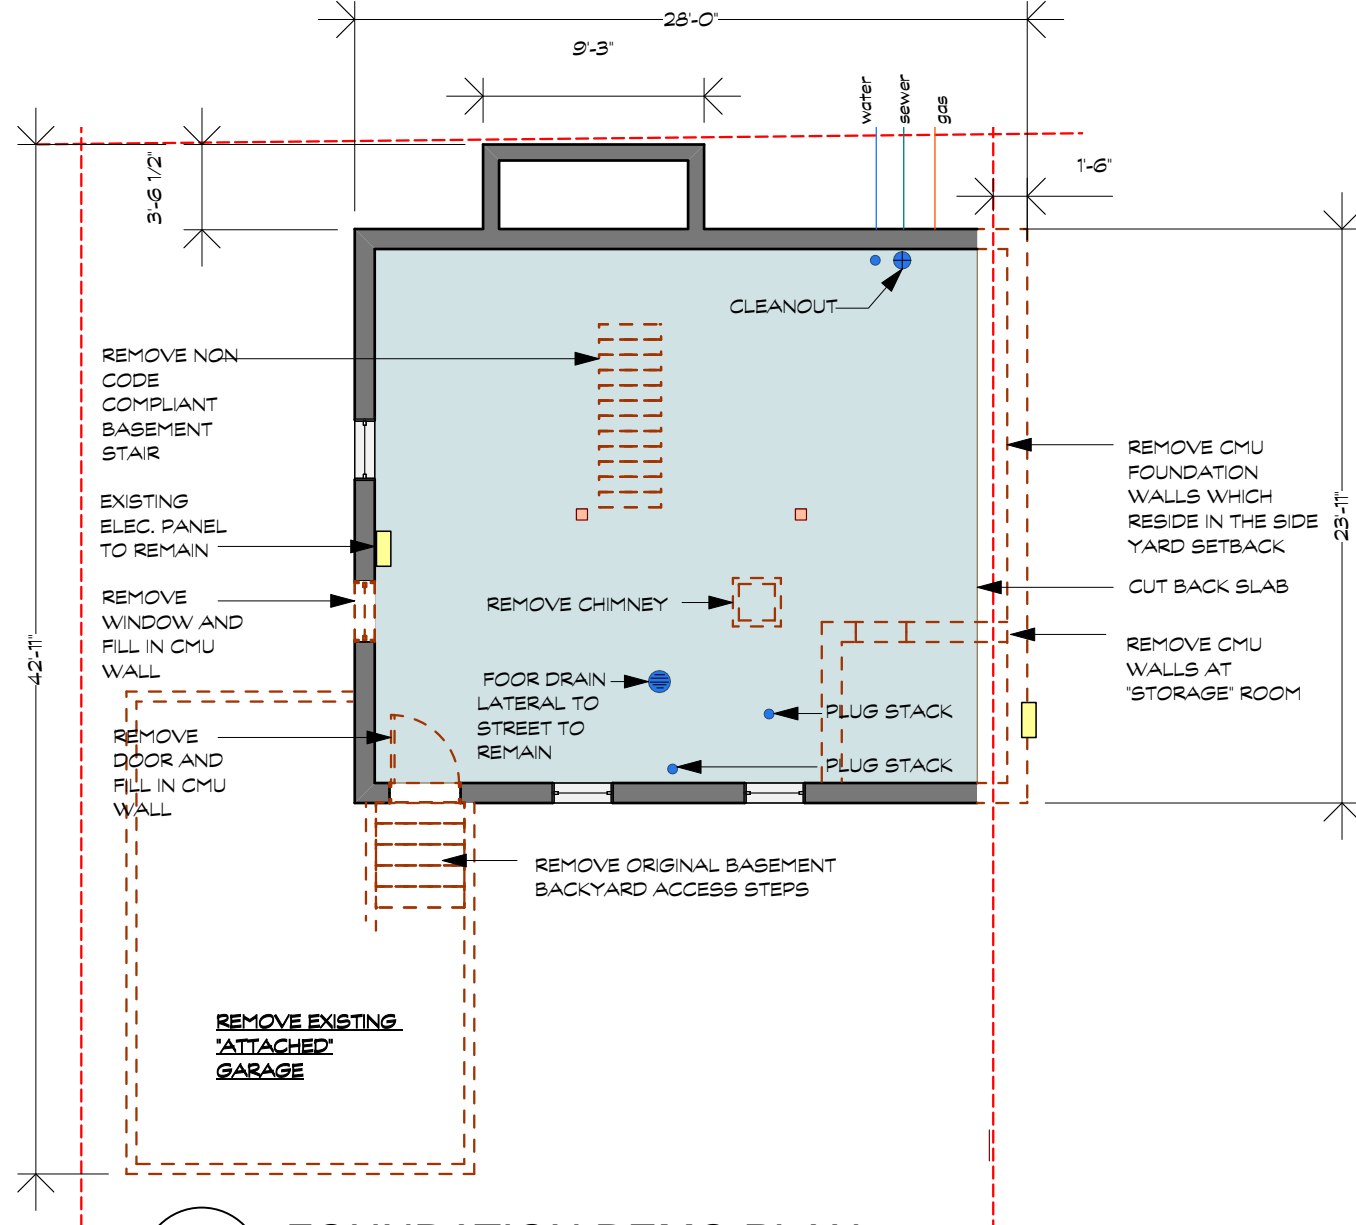 28'-0"
9'-3"
water
sewer
gas
1'-6"
3'-6 1/2"
CLEANOUT
REMOVE NON
CODE
COMPLIANT
BASEMENT
STAIR
EXISTING
ELEC. PANEL
TO REMAIN
REMOVE
WINDOW AND
FILL IN CMU
WALL
REMOVE
DOOR AND
FILL IN CMU
WALL
42'-11"
REMOVE CHIMNEY
FOOR DRAIN
LATERAL TO
STREET TO
REMAIN
PLUG STACK
PLUG STACK
REMOVE CMU
FOUNDATION
WALLS WHICH
RESIDE IN THE SIDE
YARD SETBACK
23'-11"
CUT BACK SLAB
REMOVE CMU
WALLS AT
"STORAGE" ROOM
REMOVE ORIGINAL BASEMENT
BACKYARD ACCESS STEPS
REMOVE EXISTING
"ATTACHED"
GARAGE
FOUNDATION DEMO PLAN